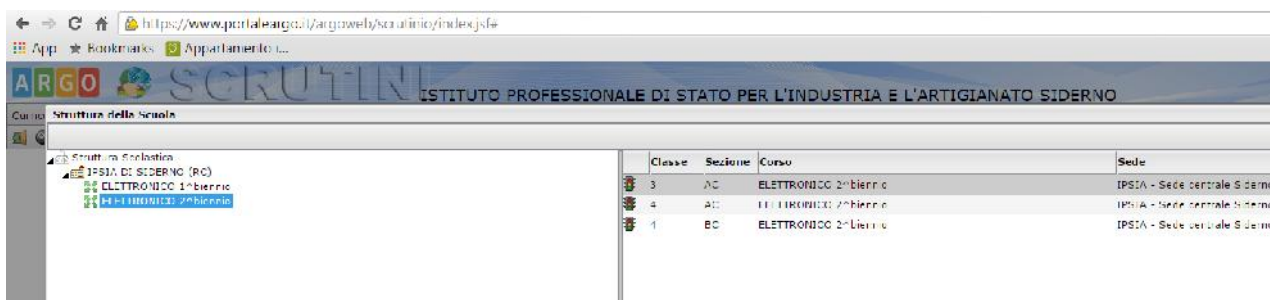 https://www.portaleargo.it/argoweb/scrutinio/index.jsf#
App Bookmarks Appartamento i...
ARGO SCRUTINI ISTITUTO PROFESSIONALE DI STATO PER L'INDUSTRIA E L'ARTIGIANATO SIDERNO
Struttura della Scuola
Struttura Scolastica
IPSIA DI SIDERNO (RC)
ELETTRONICO 1^biennio
ELETTRONICO 2^biennio
Classe Sezione Corso Sede
3 AC ELETTRONICO 2^biennio IPSIA - Sede centrale Siderno
4 AC ELETTRONICO 2^biennio IPSIA - Sede centrale Siderno
4 BC ELETTRONICO 2^biennio IPSIA - Sede centrale Siderno